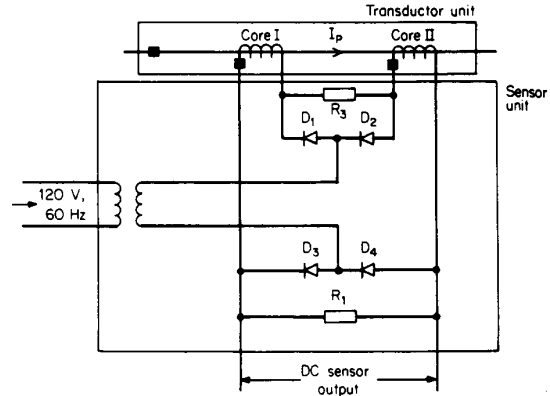 Transductor unit
Core I
Iₚ
Core II
Sensor
unit
R₃
D₁
D₂
120 V,
60 Hz
D₃
D₄
R₁
DC sensor
output